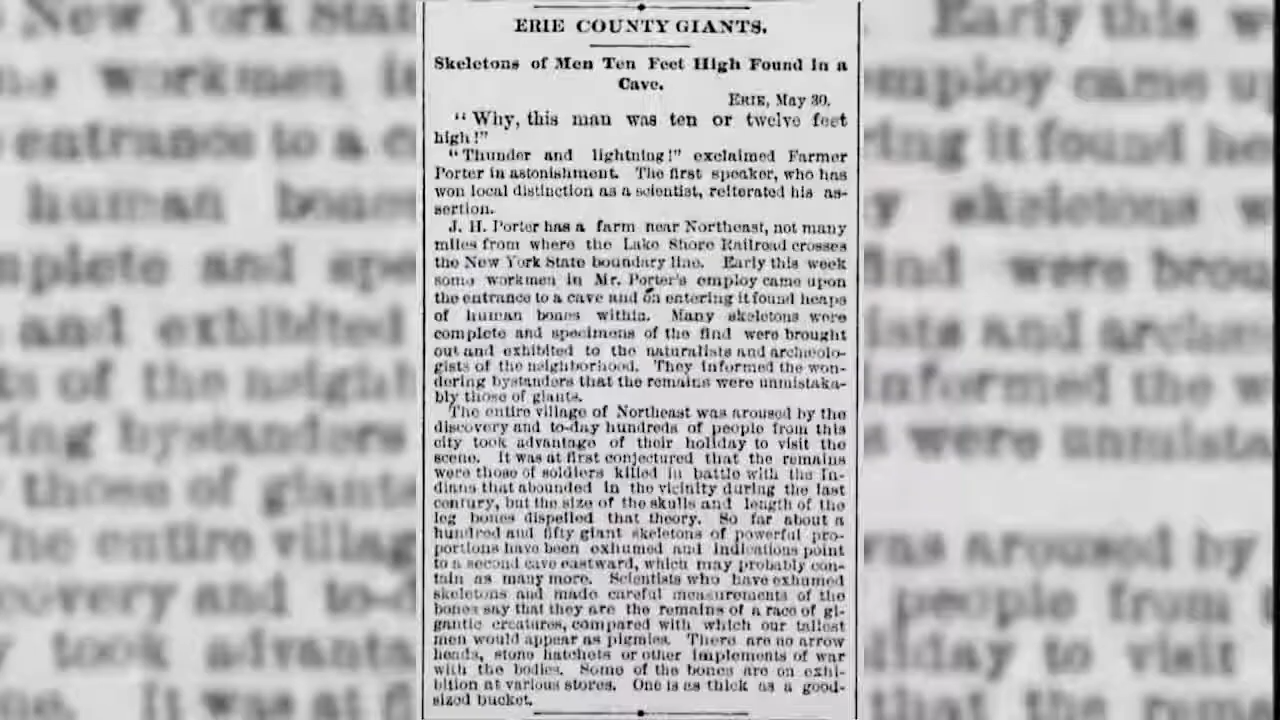 ERIE COUNTY GIANTS.
Skeletons of Men Ten Feet High Found in a
Cave.
ERIE, May 30.
"Why, this man was ten or twelve feet
high!"
"Thunder and lightning!" exclaimed Farmer
Porter in astonishment. The first speaker, who has
won local distinction as a scientist, reiterated his as-
sertion.
J. H. Porter has a farm near Northeast, not many
miles from where the Lake Shore Railroad crosses
the New York State boundary line. Early this week
some workmen in Mr. Porter's employ came upon
the entrance to a cave and on entering it found heaps
of human bones within. Many skeletons were
complete and specimens of the find were brought
out and exhibited to the naturalists and archæolo-
gists of the neighborhood. They informed the won-
dering bystanders that the remains were unmistaka-
bly those of giants.
The entire village of Northeast was aroused by the
discovery and to-day hundreds of people from this
city took advantage of their holiday to visit the
scene. It was at first conjectured that the remains
were those of soldiers killed in battle with the In-
dians that abounded in the vicinity during the last
century, but the size of the skulls and length of the
leg bones dispelled that theory. So far about a
hundred and fifty giant skeletons of powerful pro-
portions have been exhumed and indications point
to a second cave eastward, which may probably con-
tain as many more. Scientists who have exhumed
skeletons and made careful measurements of the
bones say that they are the remains of a race of gi-
gantic creatures, compared with which our tallest
men would appear as pigmies. There are no arrow
heads, stone hatchets or other implements of war
with the bodies. Some of the bones are on exhi-
bition at various stores. One is as thick as a good-
sized bucket.